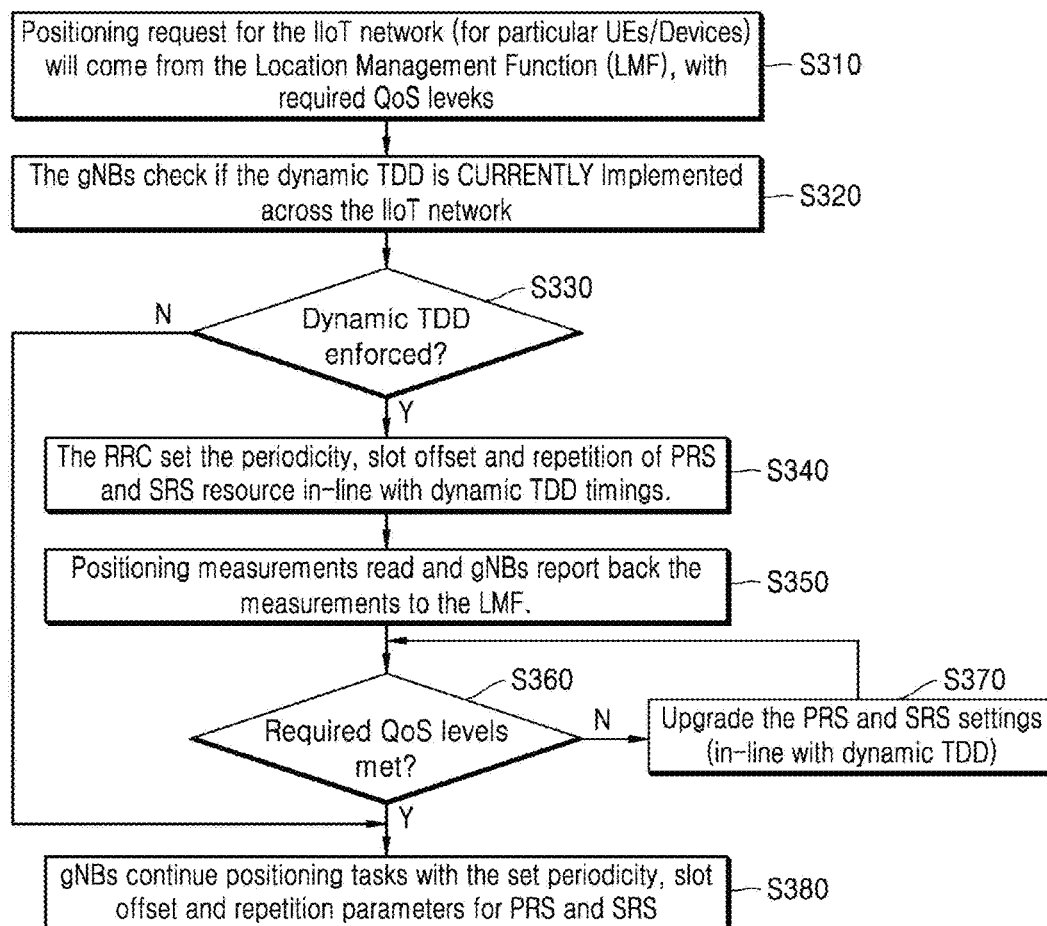 Positioning request for the IIoT network (for particular UEs/Devices)
will come from the Location Management Function (LMF), with
required QoS leveks
S310
The gNBs check if the dynamic TDD is CURRENTLY Implemented
across the IIoT network
S320
S330
N
Dynamic TDD
enforced?
Y
The RRC set the periodicity, slot offset and repetition of PRS
and SRS resource in-line with dynamic TDD timings.
S340
Positioning measurements read and gNBs report back the
measurements to the LMF.
S350
S360
Required QoS levels
met?
N
S370
Upgrade the PRS and SRS settings
(in-line with dynamic TDD)
Y
gNBs continue positioning tasks with the set periodicity, slot
offset and repetition parameters for PRS and SRS
S380